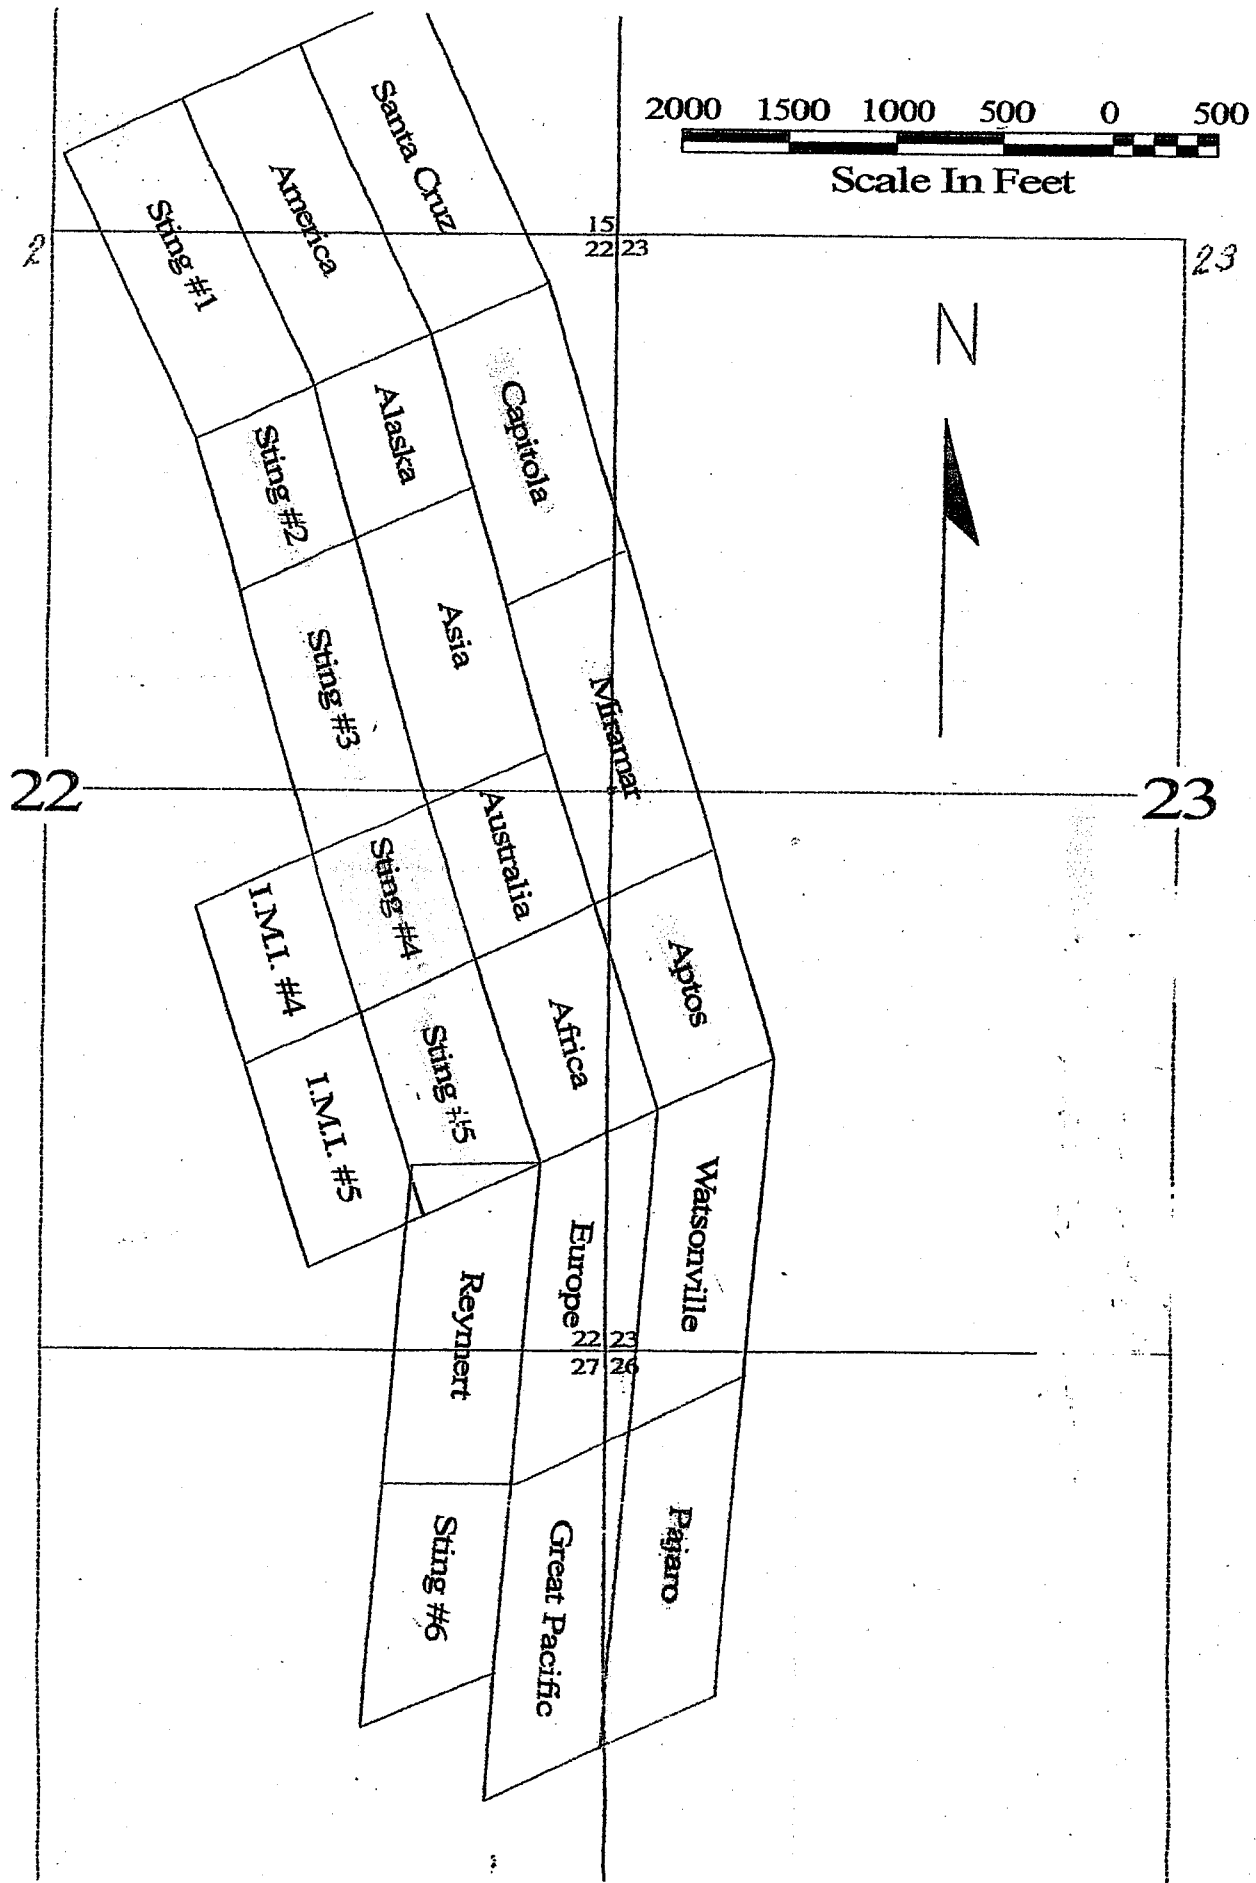 2000 1500 1000 500 0 500
Scale In Feet
Santa Cruz
America
Sting #1
15
22 23
2
23
N
Capitola
Alaska
Sting #2
Asia
Sting #3
Miramar
22
23
Australia
Sting #4
I.M.I. #4
Aptos
Africa
Sting #5
I.M.I. #5
Watsonville
Europe
Reymert
22 23
27 26
Pajaro
Great Pacific
Sting #6